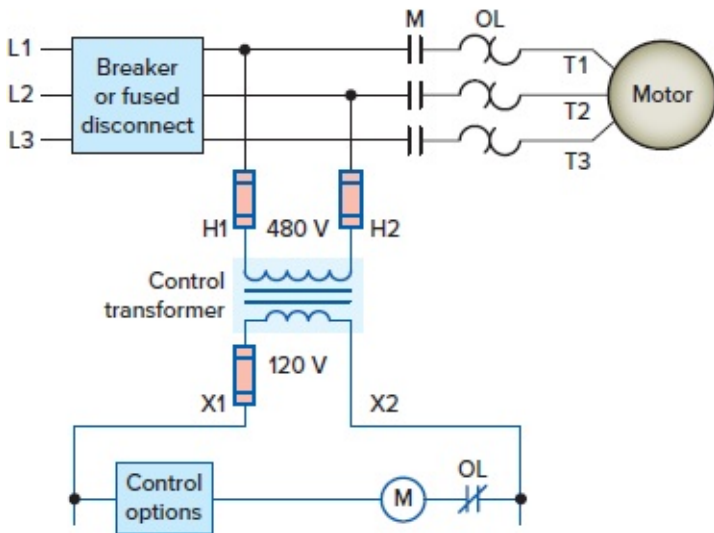 M OL
L1
Breaker
or fused
disconnect
T1
L2
Motor
T2
L3
T3
H1 480 V H2
Control
transformer
120 V
X1 X2
Control
options
M
OL